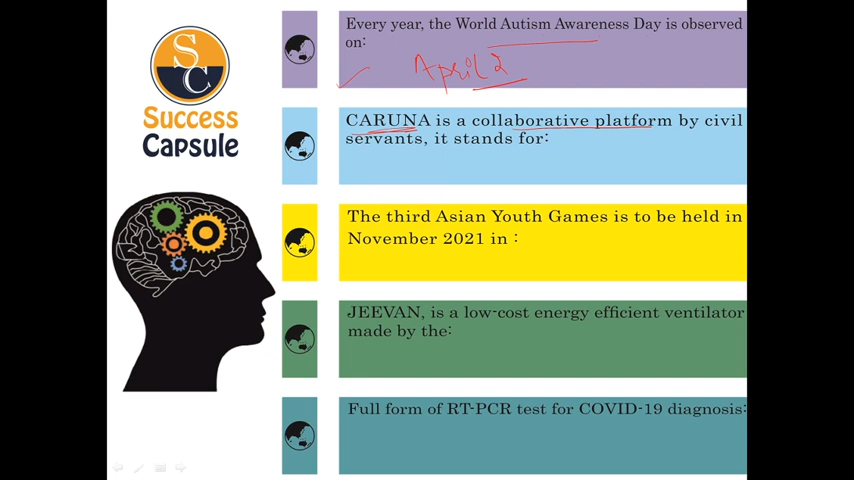 SC
Success
Capsule
Every year, the World Autism Awareness Day is observed
on:
April 2
CARUNA is a collaborative platform by civil
servants, it stands for:
The third Asian Youth Games is to be held in
November 2021 in :
JEEVAN, is a low-cost energy efficient ventilator
made by the:
Full form of RT-PCR test for COVID-19 diagnosis: